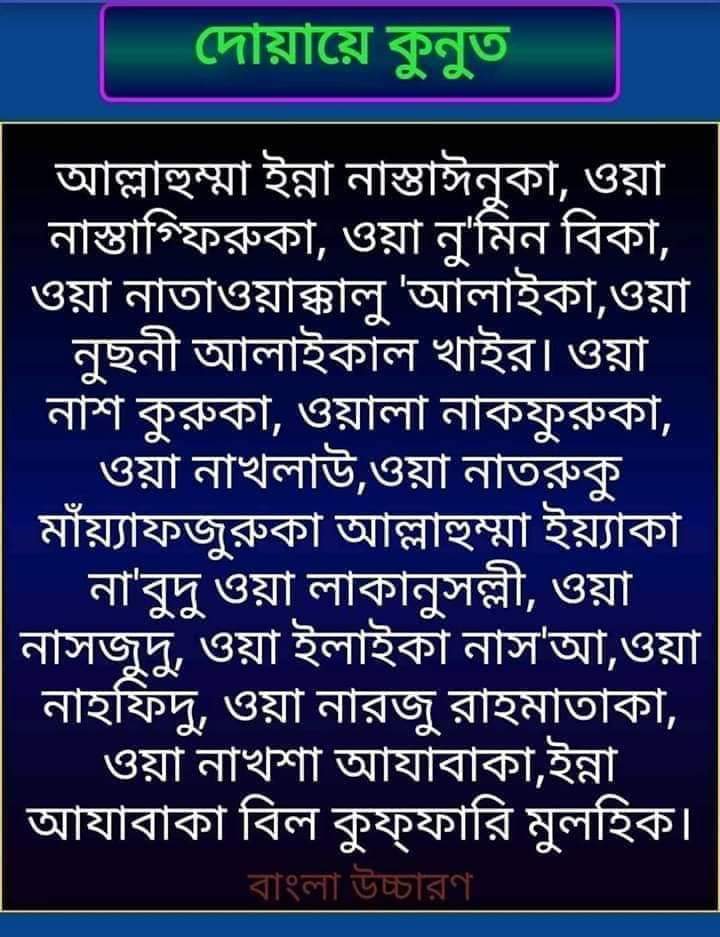 দোয়ায়ে কুনুত
আল্লাহুম্মা ইন্না নাস্তাঈনুকা, ওয়া
নাস্তাগ্ফিরুকা, ওয়া নু'মিন বিকা,
ওয়া নাতাওয়াক্কালু 'আলাইকা,ওয়া
নুছনী আলাইকাল খাইর। ওয়া
নাশ কুরুকা, ওয়ালা নাকফুরুকা,
ওয়া নাখলাউ,ওয়া নাতরুকু
মাঁয়্যাফজুরুকা আল্লাহুম্মা ইয়্যাকা
না'বুদু ওয়া লাকানুসল্লী, ওয়া
নাসজুদু, ওয়া ইলাইকা নাস'আ,ওয়া
নাহফিদু, ওয়া নারজু রাহমাতাকা,
ওয়া নাখশা আযাবাকা,ইন্না
আযাবাকা বিল কুফ্ফারি মুলহিক।
বাংলা উচ্চারণ